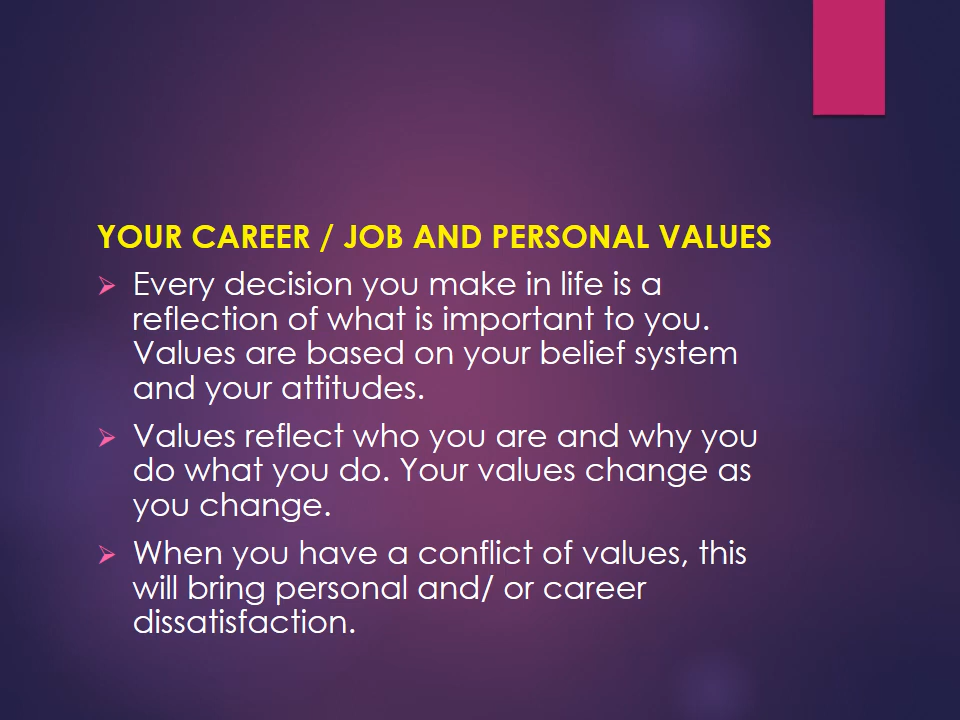 YOUR CAREER / JOB AND PERSONAL VALUES
Every decision you make in life is a
reflection of what is important to you.
Values are based on your belief system
and your attitudes.
Values reflect who you are and why you
do what you do. Your values change as
you change.
When you have a conflict of values, this
will bring personal and/ or career
dissatisfaction.